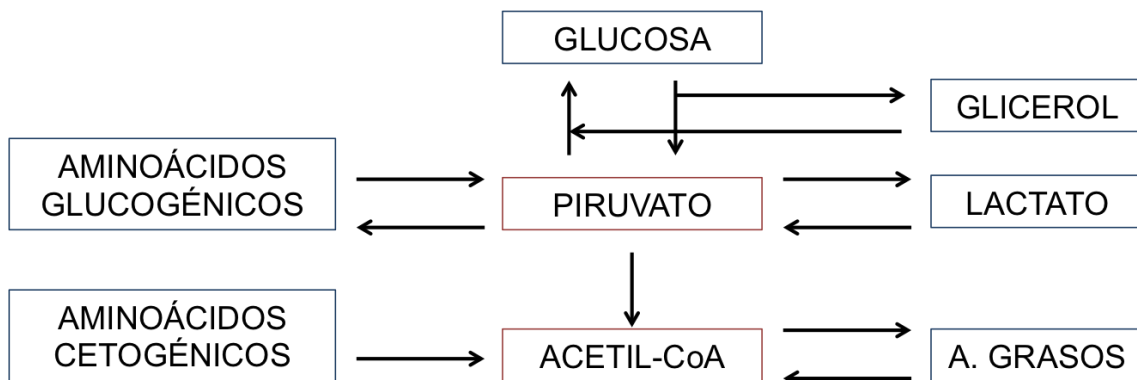 GLUCOSA
GLICEROL
AMINOÁCIDOS
GLUCOGÉNICOS
PIRUVATO
LACTATO
AMINOÁCIDOS
CETOGÉNICOS
ACETIL-CoA
A. GRASOS